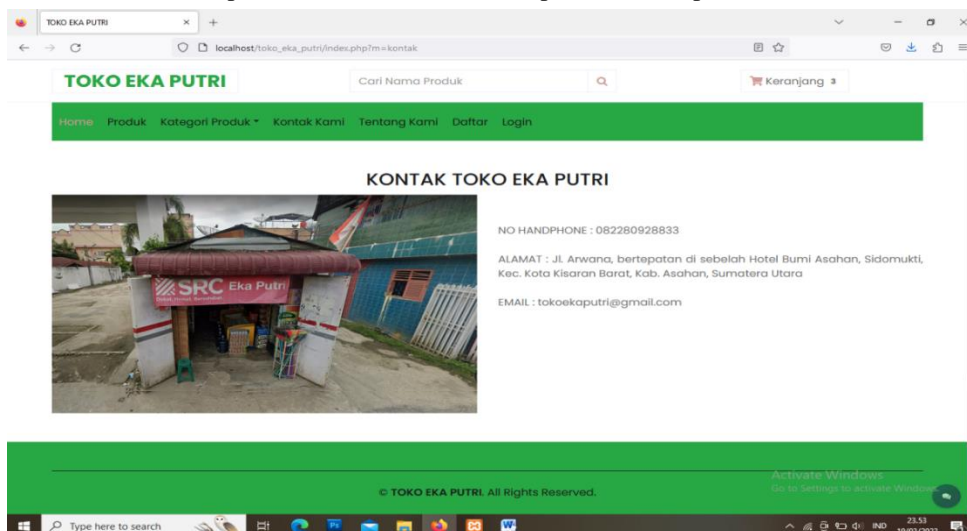 TOKO EKA PUTRI
localhost/toko_eka_putri/index.php?m=kontak
TOKO EKA PUTRI
Cari Nama Produk
Keranjang 3
Home Produk Kategori Produk Kontak Kami Tentang Kami Daftar Login
KONTAK TOKO EKA PUTRI
SRC Eka Putri
NO HANDPHONE : 082280928833
ALAMAT : Jl. Arwana, bertepatan di sebelah Hotel Bumi Asahan, Sidomukti,
Kec. Kota Kisaran Barat, Kab. Asahan, Sumatera Utara
EMAIL : tokoekaputri@gmail.com
Activate Windows
Go to Settings to activate Windows.
© TOKO EKA PUTRI. All Rights Reserved.
Type here to search
IND
23.53